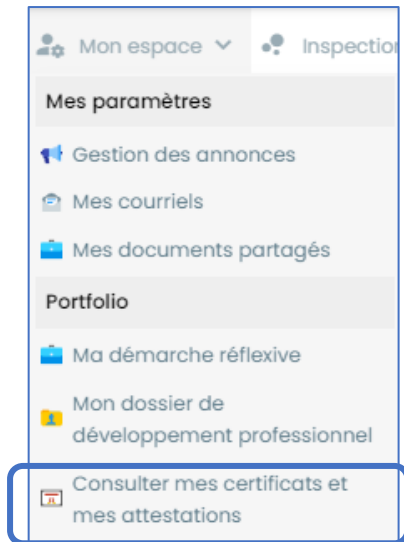 Mon espace
Inspection
Mes paramètres
Gestion des annonces
Mes courriels
Mes documents partagés
Portfolio
Ma démarche réflexive
Mon dossier de
développement professionnel
Consulter mes certificats et
mes attestations